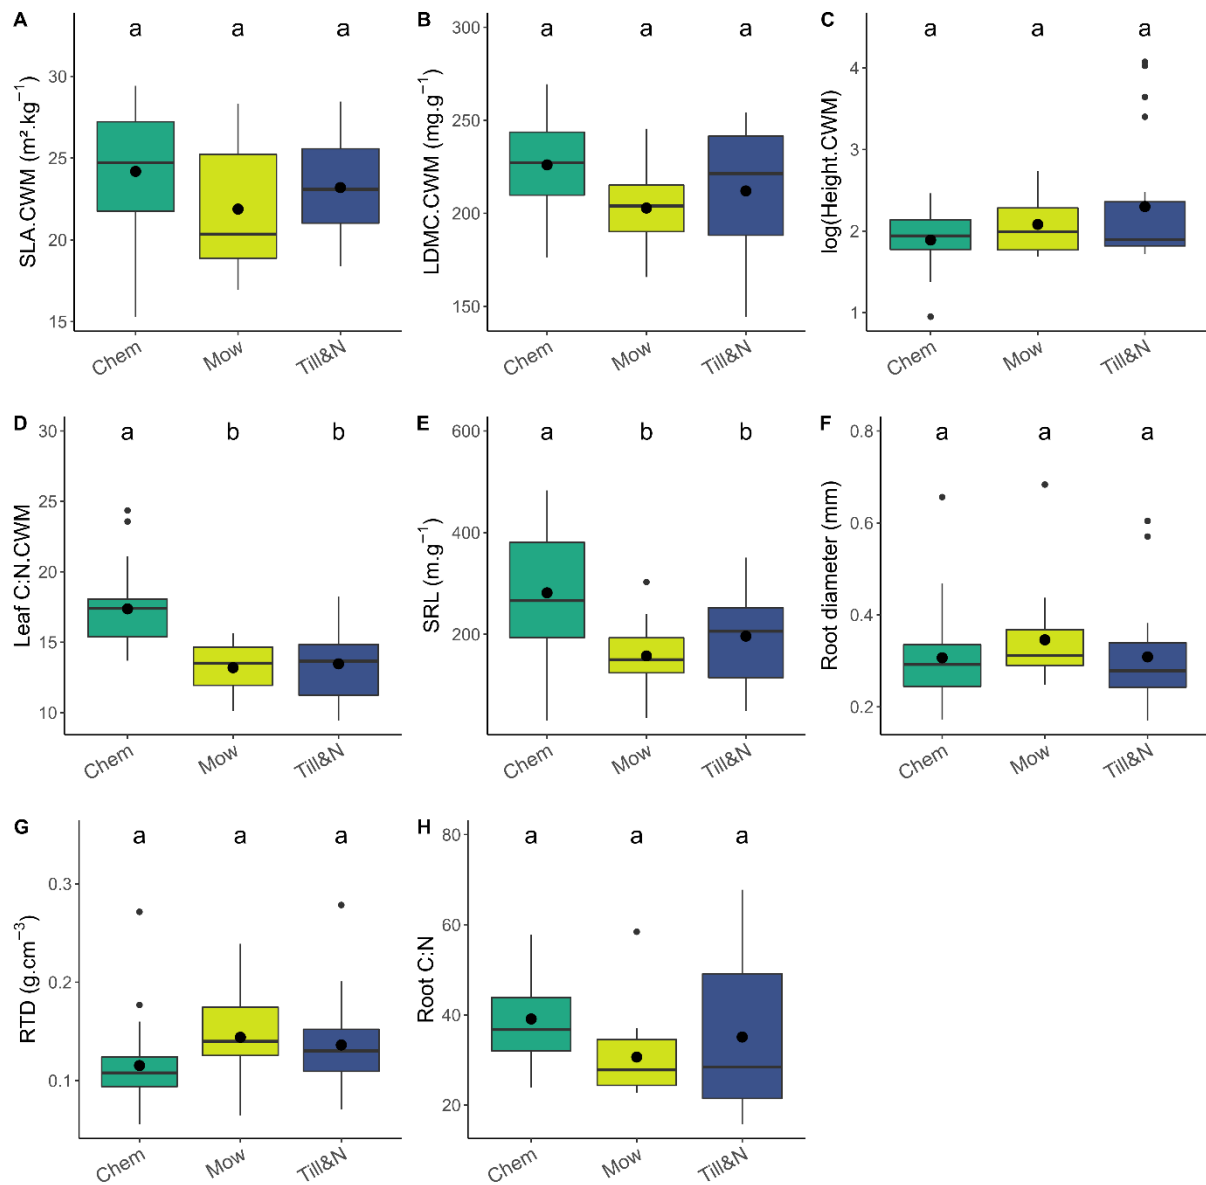 A
a a a
SLA.CWM (m².kg⁻¹)
30
25
20
15
Chem Mow Till&N
B
a a a
LDMC.CWM (mg.g⁻¹)
300
250
200
150
Chem Mow Till&N
C
a a a
log(Height.CWM)
4
3
2
1
Chem Mow Till&N
D
a b b
Leaf C:N.CWM
30
25
20
15
10
Chem Mow Till&N
E
a b b
SRL (m.g⁻¹)
600
400
200
Chem Mow Till&N
F
a a a
Root diameter (mm)
0.8
0.6
0.4
0.2
Chem Mow Till&N
G
a a a
RTD (g.cm⁻³)
0.3
0.2
0.1
Chem Mow Till&N
H
a a a
Root C:N
80
60
40
20
Chem Mow Till&N